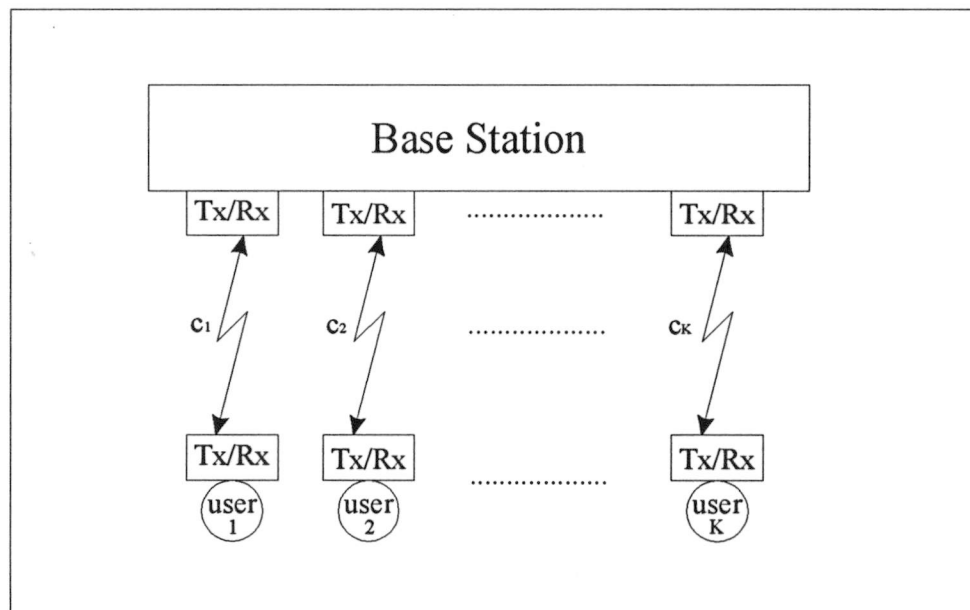 Base Station
Tx/Rx Tx/Rx ................... Tx/Rx
c1 c2 ................... cK
Tx/Rx Tx/Rx ................... Tx/Rx
user 1 user 2 user K